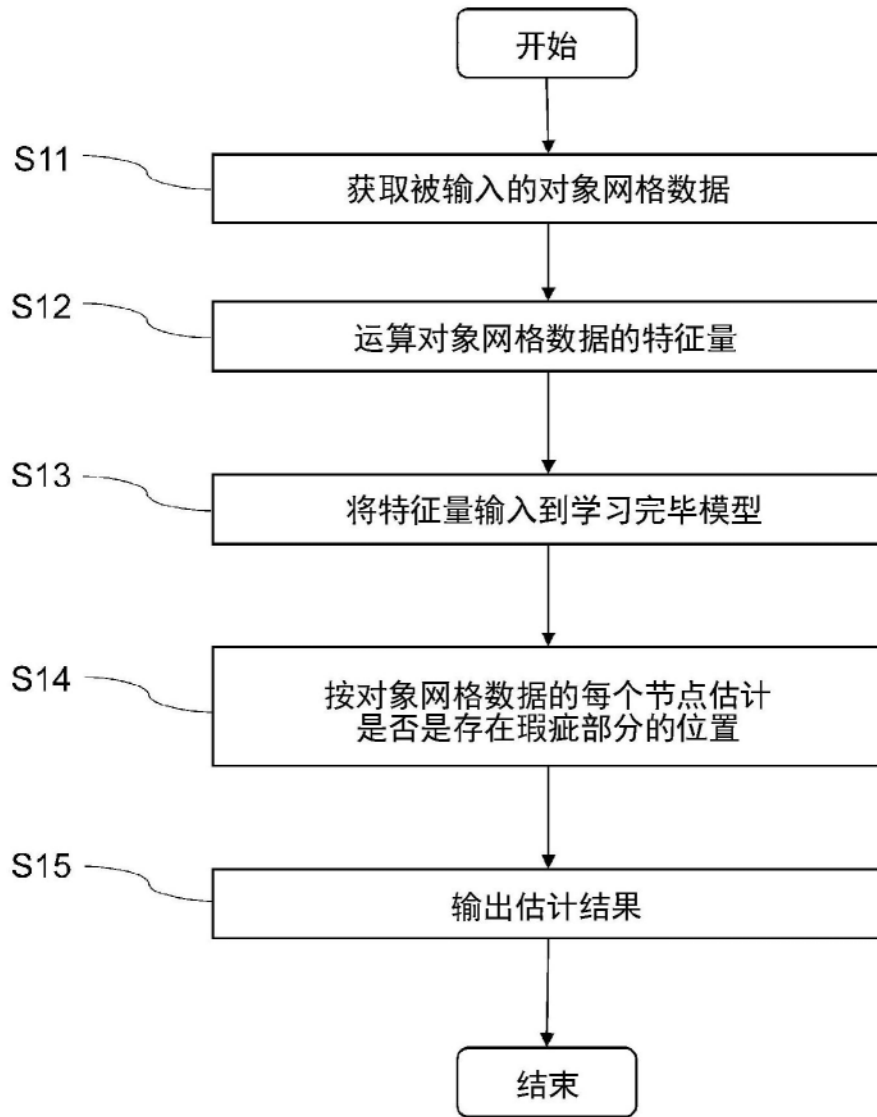 开始
S11
获取被输入的对象网格数据
S12
运算对象网格数据的特征量
S13
将特征量输入到学习完毕模型
S14
按对象网格数据的每个节点估计
是否是存在瑕疵部分的位置
S15
输出估计结果
结束